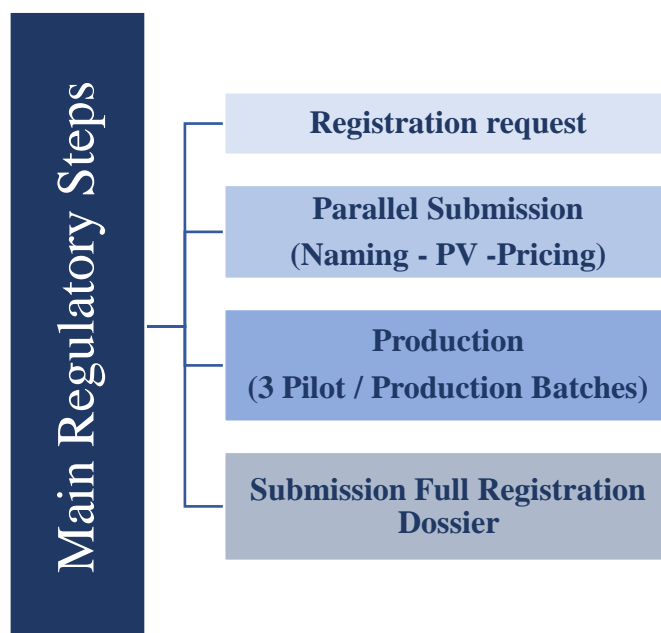 Main Regulatory Steps
Registration request
Parallel Submission
(Naming - PV -Pricing)
Production
(3 Pilot / Production Batches)
Submission Full Registration
Dossier